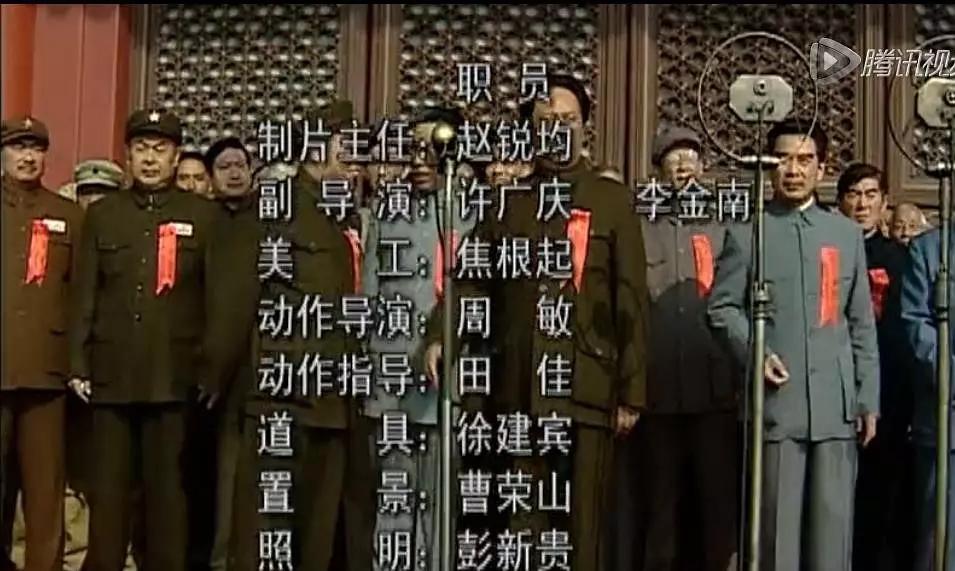 腾讯视
职员
制片主任：赵锐均
副导演：许广庆 李金南
美工：焦根起
动作导演：周敏
动作指导：田佳
道具：徐建宾
置景：曹荣山
照明：彭新贵